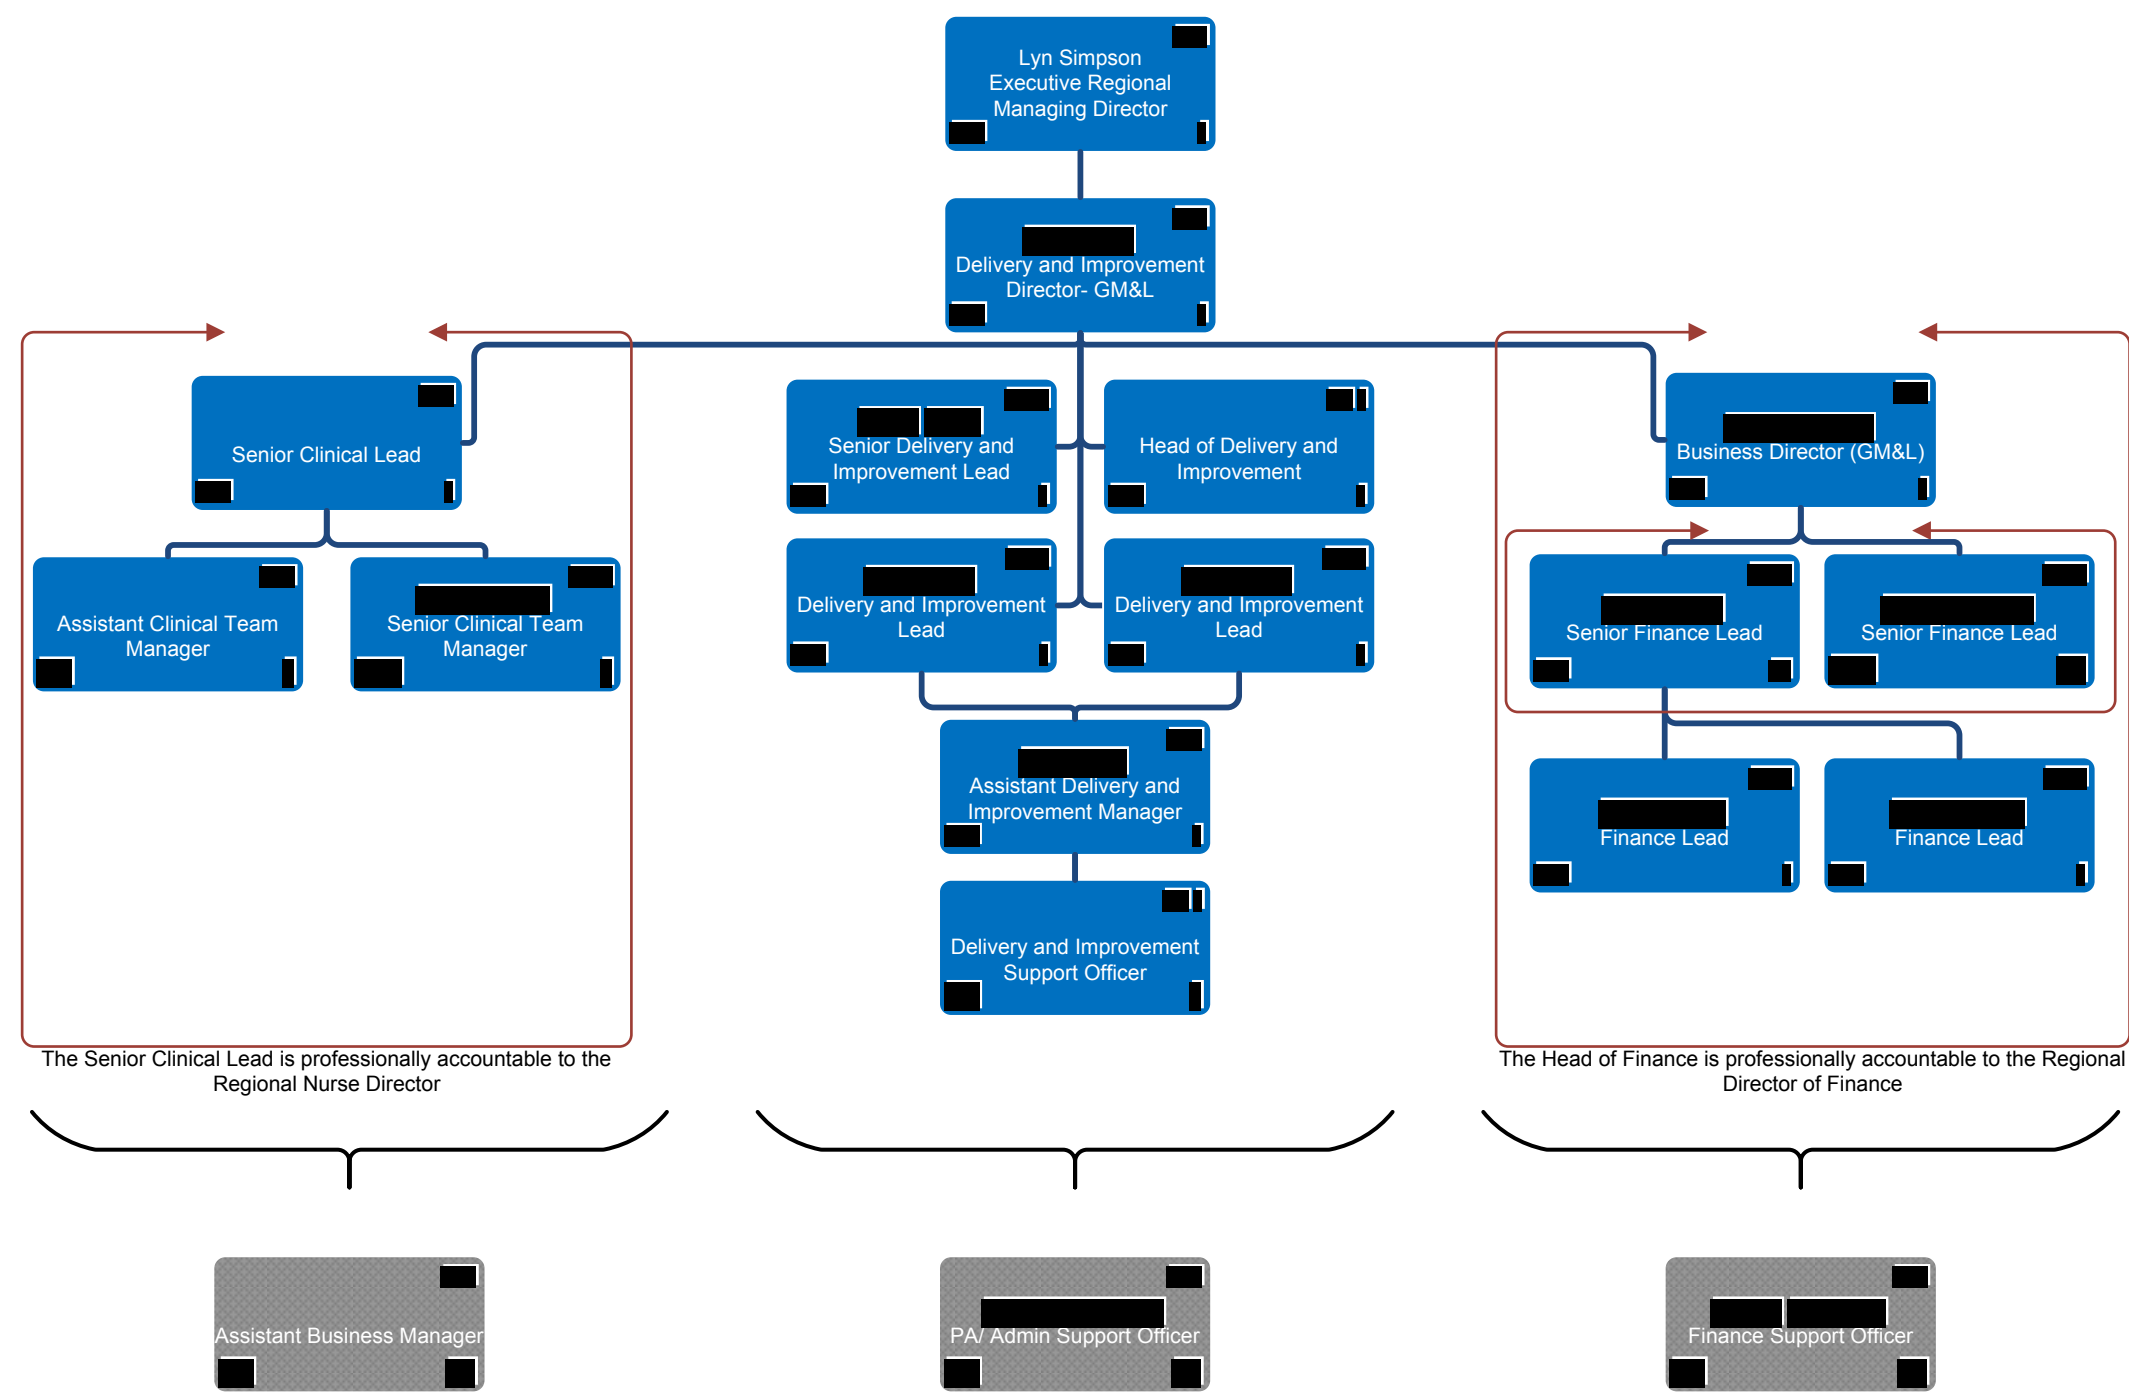 Lyn Simpson
Executive Regional
Managing Director
Delivery and Improvement
Director- GM&L
Senior Clinical Lead
Senior Delivery and
Improvement Lead
Head of Delivery and
Improvement
Business Director (GM&L)
Assistant Clinical Team
Manager
Senior Clinical Team
Manager
Delivery and Improvement
Lead
Delivery and Improvement
Lead
Senior Finance Lead
Senior Finance Lead
Assistant Delivery and
Improvement Manager
Finance Lead
Finance Lead
Delivery and Improvement
Support Officer
The Senior Clinical Lead is professionally accountable to the
Regional Nurse Director
The Head of Finance is professionally accountable to the Regional
Director of Finance
Assistant Business Manager
PA/ Admin Support Officer
Finance Support Officer